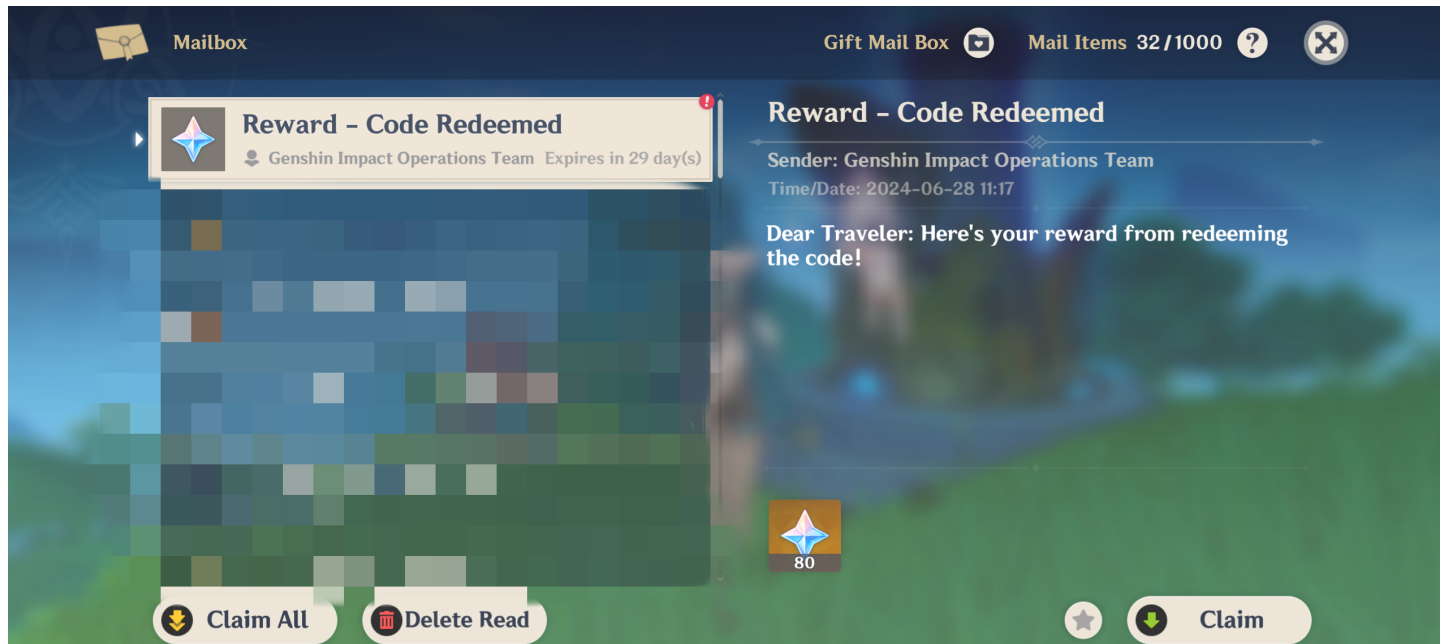 Mailbox
Gift Mail Box
Mail Items 32/1000 ?
Reward – Code Redeemed
Genshin Impact Operations Team Expires in 29 day(s)
Reward – Code Redeemed
Sender: Genshin Impact Operations Team
Time/Date: 2024-06-28 11:17
Dear Traveler: Here's your reward from redeeming
the code!
80
Claim All
Delete Read
Claim